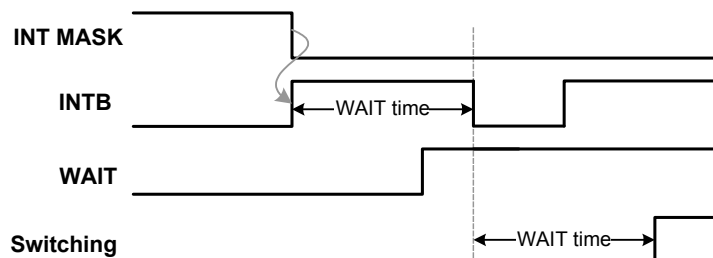 INT MASK
INTB
WAIT time
WAIT
Switching
WAIT time